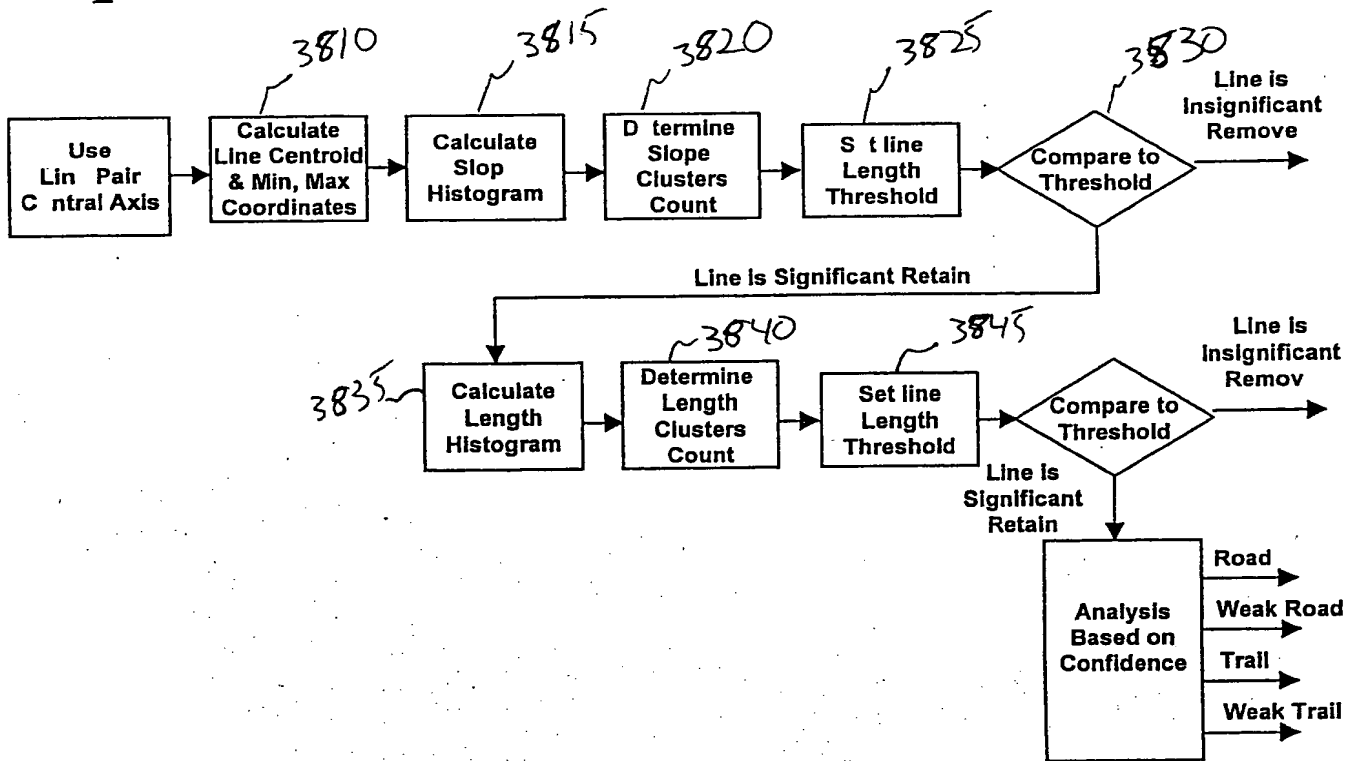 3810
3815
3820
3825
3830
Use
Lin Pair
C ntral Axis
Calculate
Line Centroid
& Min, Max
Coordinates
Calculate
Slop
Histogram
D termine
Slope
Clusters
Count
S t line
Length
Threshold
Compare to
Threshold
Line is
Insignificant
Remove
Line is Significant Retain
3835
3840
3845
Calculate
Length
Histogram
Determine
Length
Clusters
Count
Set line
Length
Threshold
Compare to
Threshold
Line is
Insignificant
Remov
Line is
Significant
Retain
Analysis
Based on
Confidence
Road
Weak Road
Trail
Weak Trail